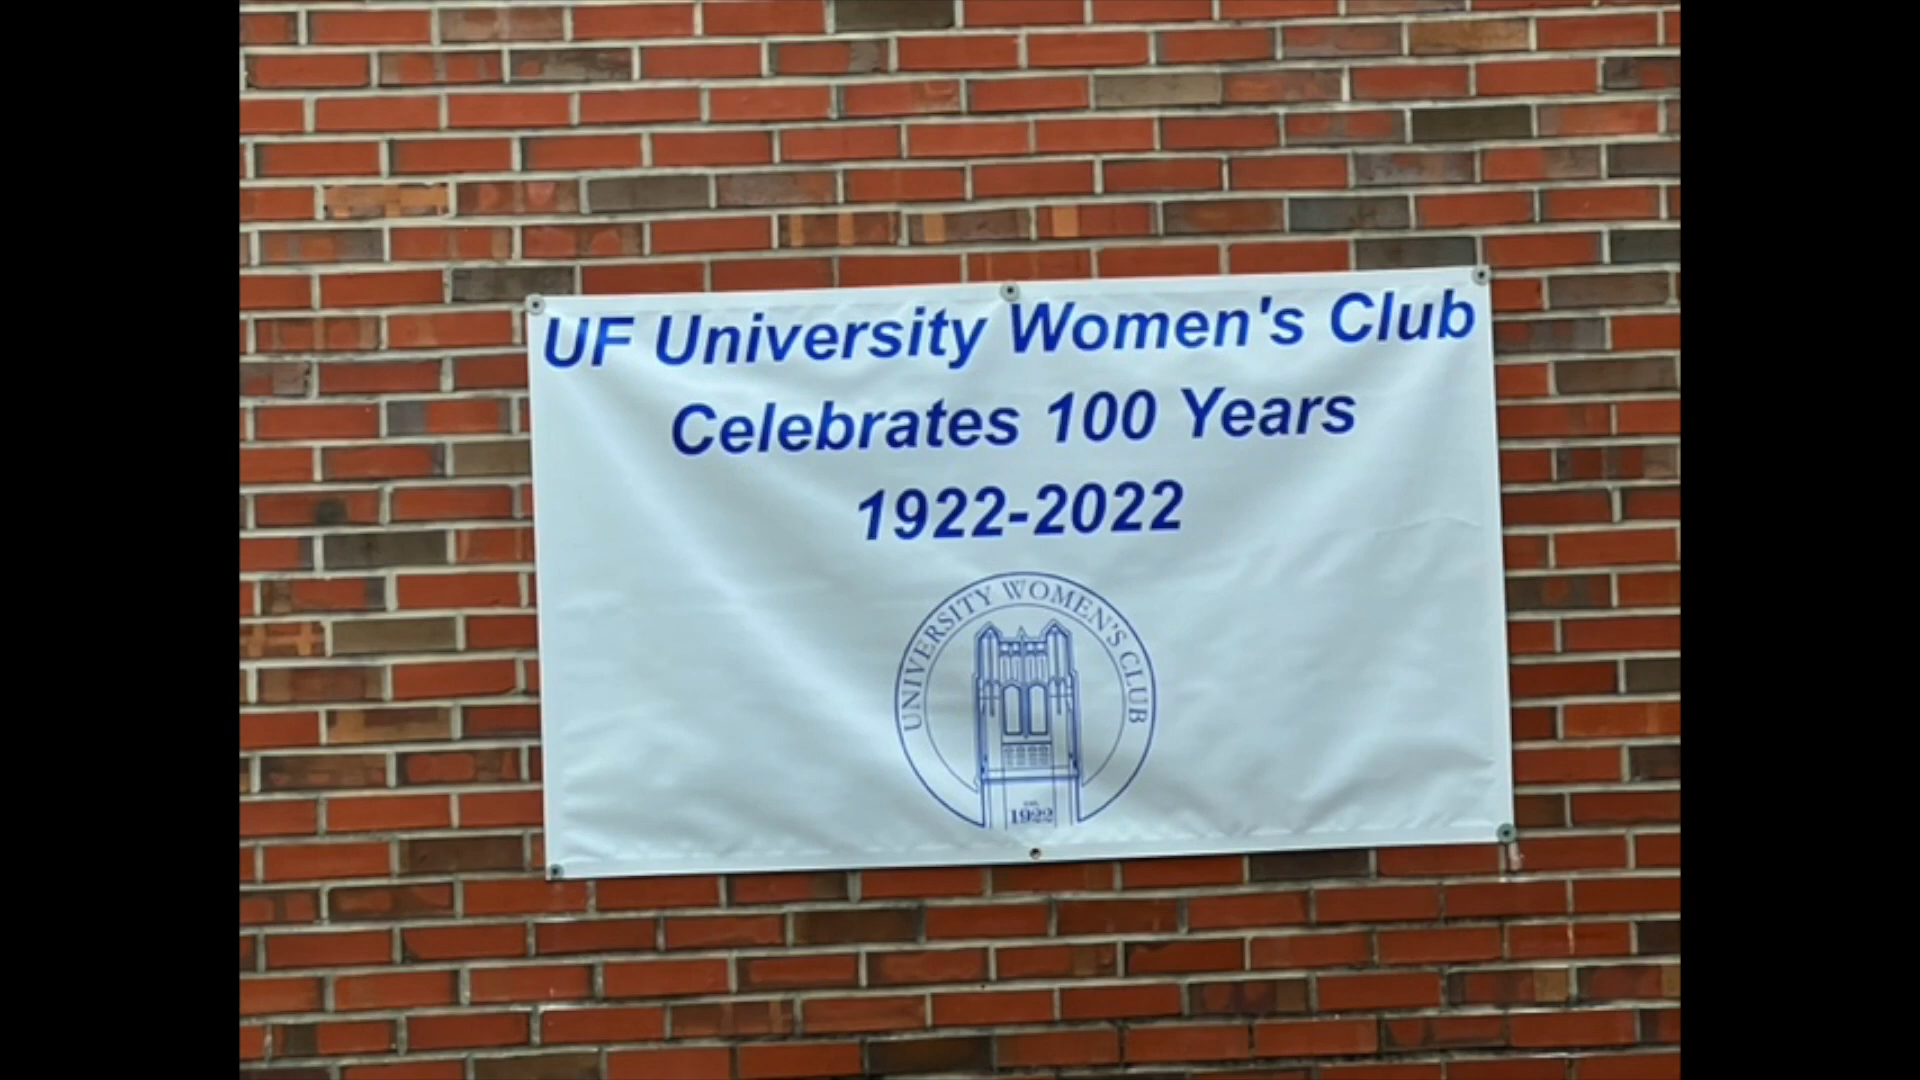 UF University Women's Club
Celebrates 100 Years
1922-2022
UNIVERSITY WOMEN'S CLUB
1922